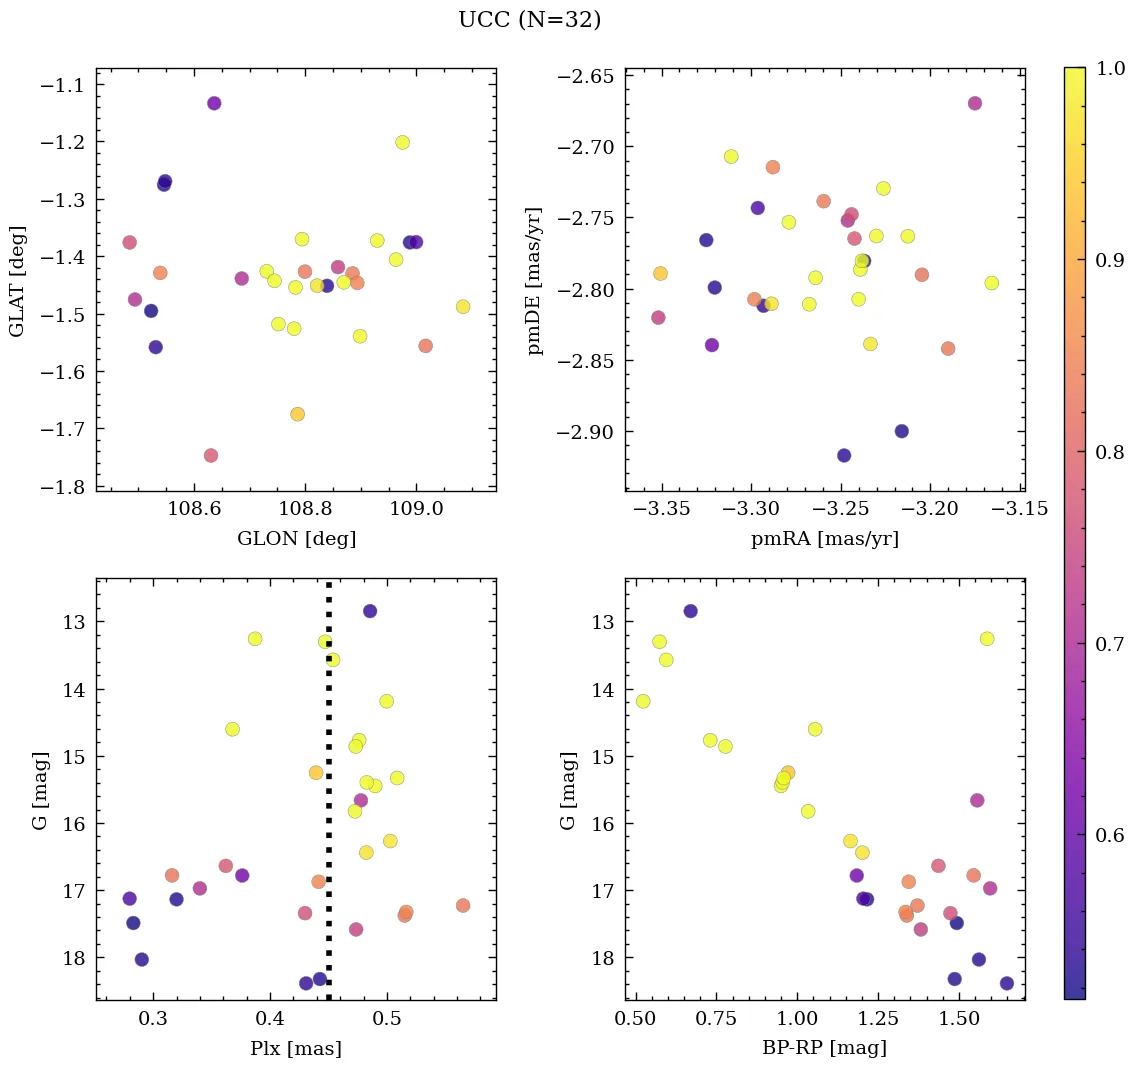 UCC (N=32)
−1.1
−1.2
−1.3
−1.4
−1.5
−1.6
−1.7
−1.8
GLAT [deg]
108.6 108.8 109.0
GLON [deg]
−2.65
−2.70
−2.75
−2.80
−2.85
−2.90
pmDE [mas/yr]
−3.35 −3.30 −3.25 −3.20 −3.15
pmRA [mas/yr]
13
14
15
16
17
18
G [mag]
0.3 0.4 0.5
Plx [mas]
13
14
15
16
17
18
G [mag]
0.50 0.75 1.00 1.25 1.50
BP-RP [mag]
1.0
0.9
0.8
0.7
0.6